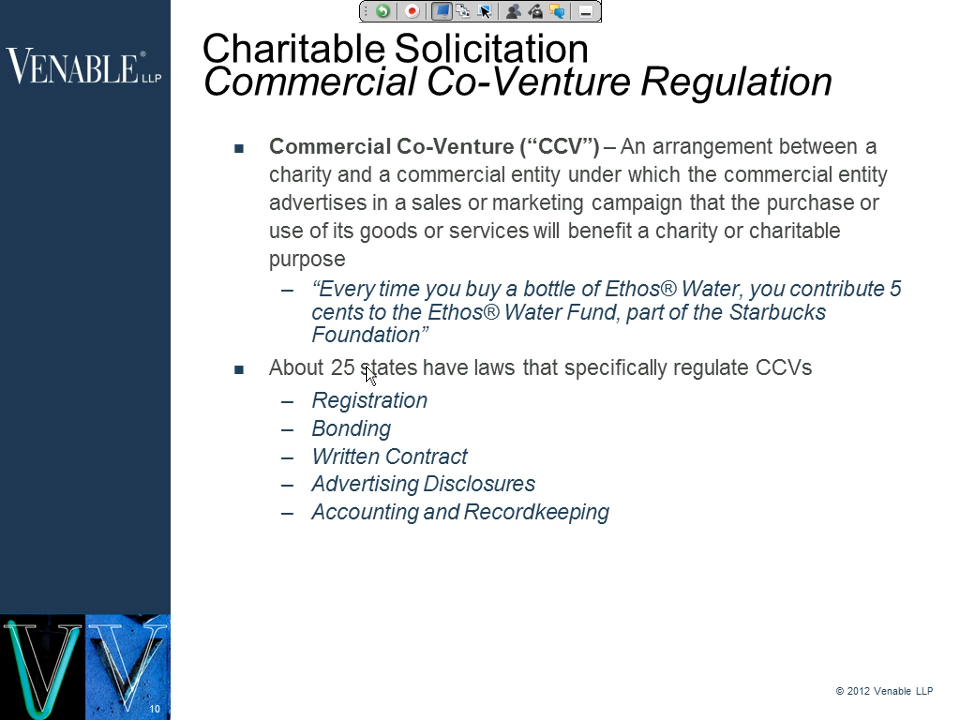 VENABLE® LLP
Charitable Solicitation
Commercial Co-Venture Regulation
■ Commercial Co-Venture (“CCV”) – An arrangement between a
charity and a commercial entity under which the commercial entity
advertises in a sales or marketing campaign that the purchase or
use of its goods or services will benefit a charity or charitable
purpose
– “Every time you buy a bottle of Ethos® Water, you contribute 5
cents to the Ethos® Water Fund, part of the Starbucks
Foundation”
■ About 25 states have laws that specifically regulate CCVs
– Registration
– Bonding
– Written Contract
– Advertising Disclosures
– Accounting and Recordkeeping
10
© 2012 Venable LLP